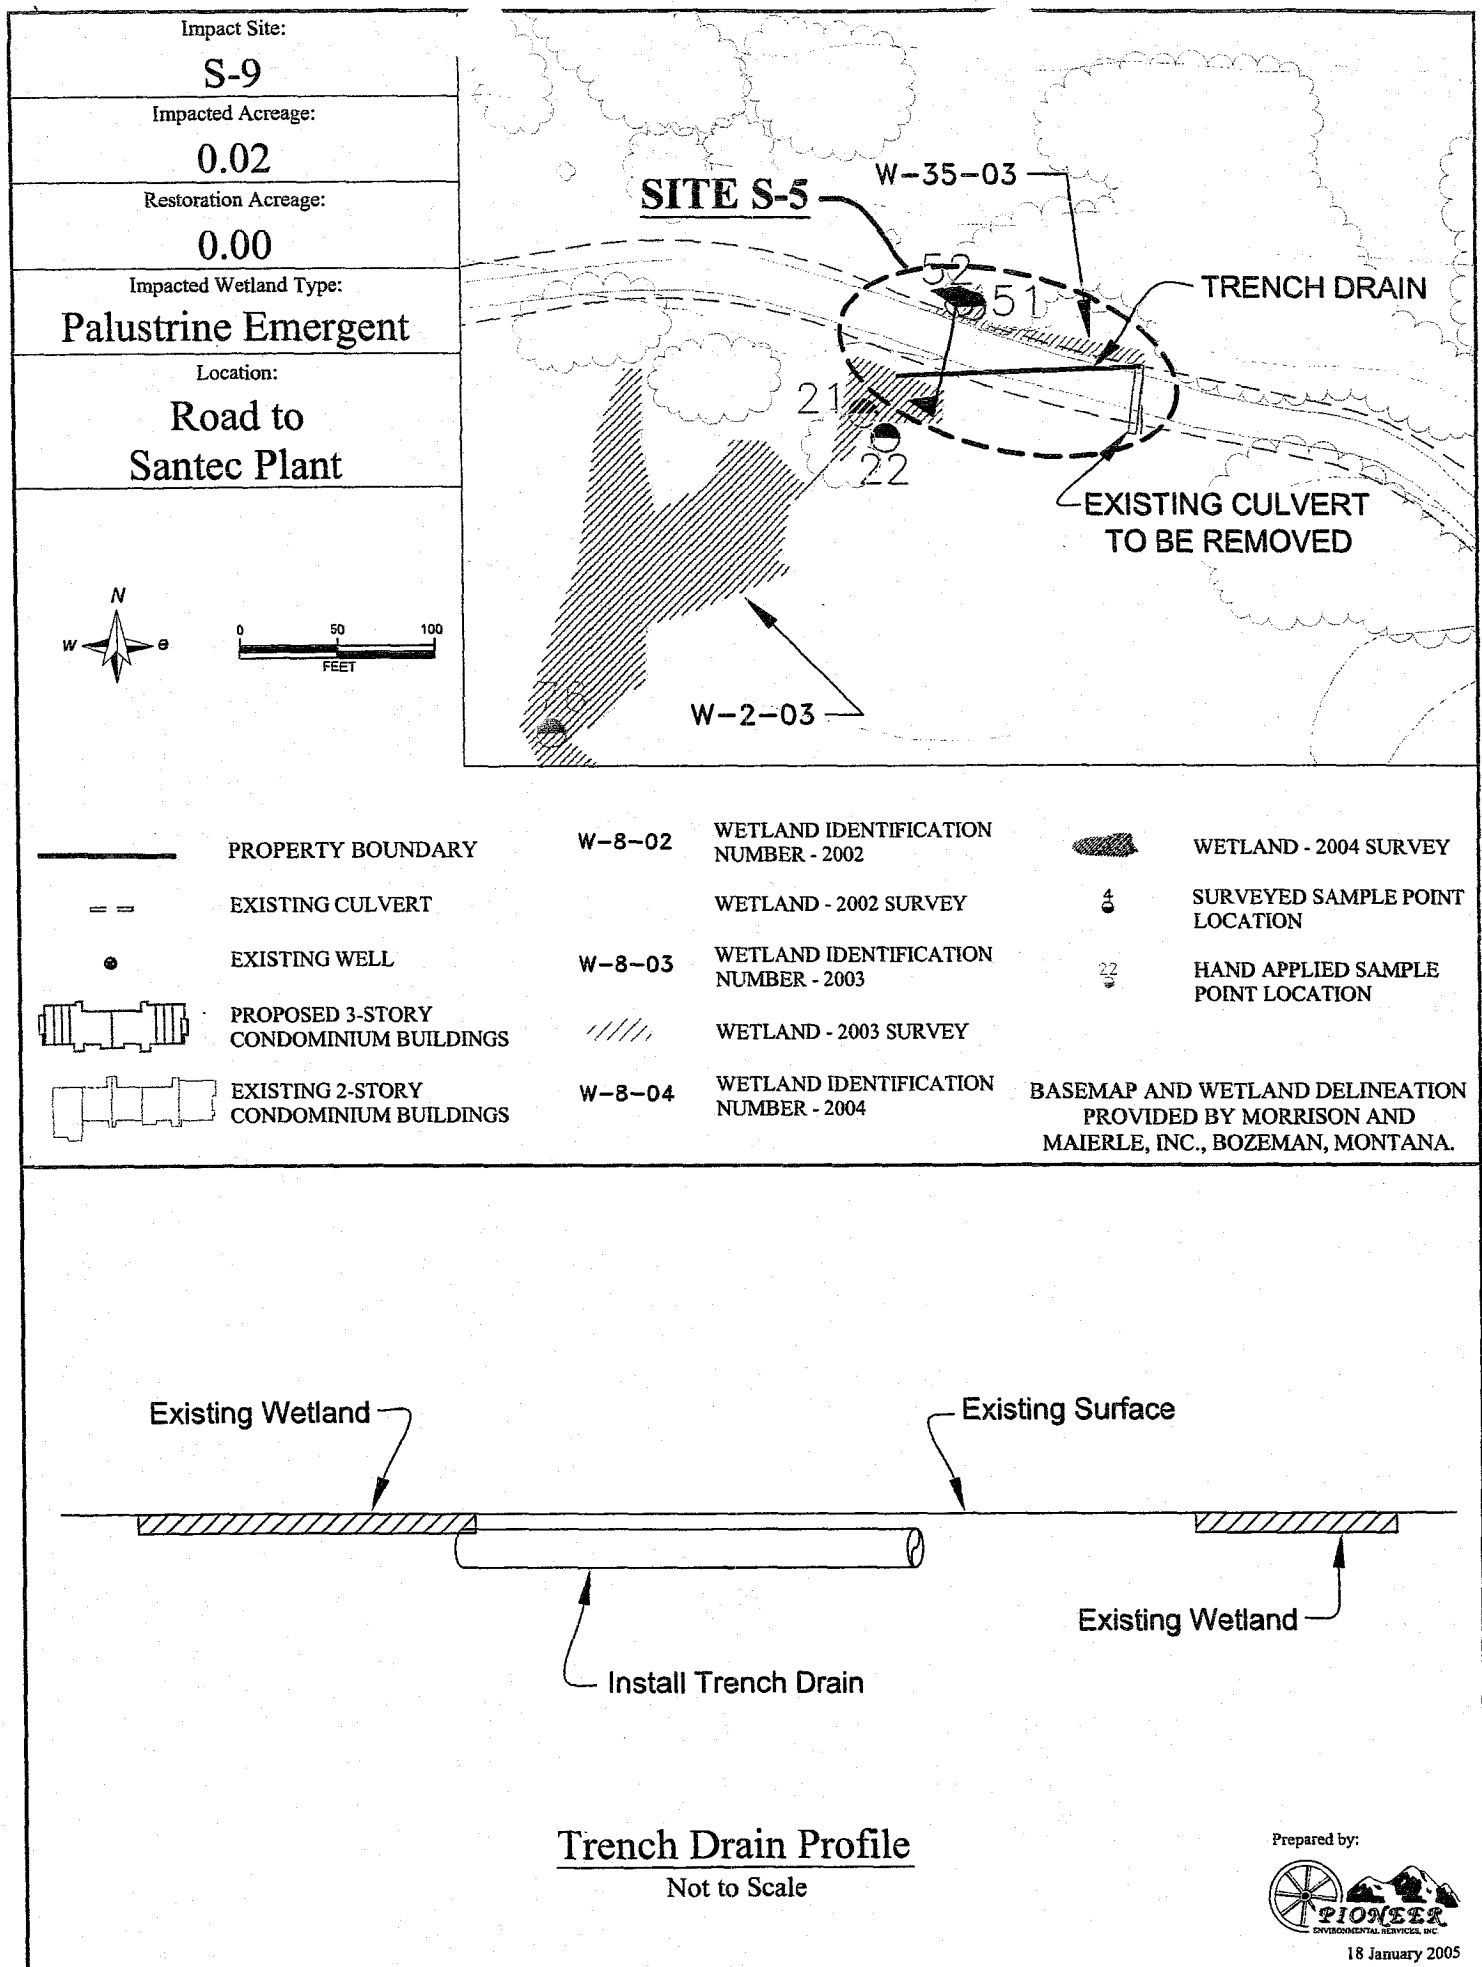 Impact Site:
S-9
Impacted Acreage:
0.02
Restoration Acreage:
0.00
Impacted Wetland Type:
Palustrine Emergent
Location:
Road to
Santec Plant
N
W
e
0 50 100
FEET
SITE S-5
W-35-03
52
51
TRENCH DRAIN
21
22
EXISTING CULVERT
TO BE REMOVED
W-2-03
PROPERTY BOUNDARY
EXISTING CULVERT
EXISTING WELL
PROPOSED 3-STORY
CONDOMINIUM BUILDINGS
EXISTING 2-STORY
CONDOMINIUM BUILDINGS
W-8-02
WETLAND IDENTIFICATION
NUMBER - 2002
WETLAND - 2002 SURVEY
W-8-03
WETLAND IDENTIFICATION
NUMBER - 2003
WETLAND - 2003 SURVEY
W-8-04
WETLAND IDENTIFICATION
NUMBER - 2004
WETLAND - 2004 SURVEY
4
SURVEYED SAMPLE POINT
LOCATION
22
HAND APPLIED SAMPLE
POINT LOCATION
BASEMAP AND WETLAND DELINEATION
PROVIDED BY MORRISON AND
MAIERLE, INC., BOZEMAN, MONTANA.
Existing Wetland
Existing Surface
Existing Wetland
Install Trench Drain
Trench Drain Profile
Not to Scale
Prepared by:
PIONEER
ENVIRONMENTAL SERVICES, INC.
18 January 2005